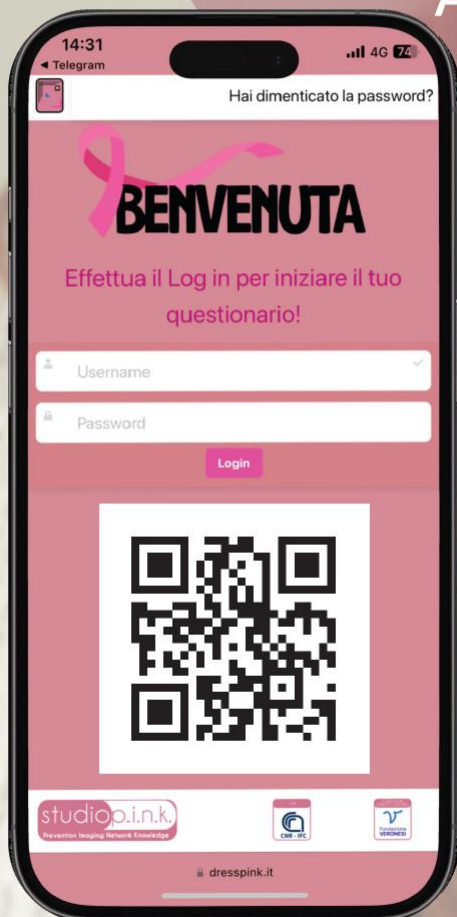 14:31
4G 74
◄ Telegram
Hai dimenticato la password?
BENVENUTA
Effettua il Log in per iniziare il tuo
questionario!
Username
Password
Login
studiop.i.n.k.
Prevention Imaging Network Knowledge
CNR - IFC
Fondazione
VERONESI
dresspink.it